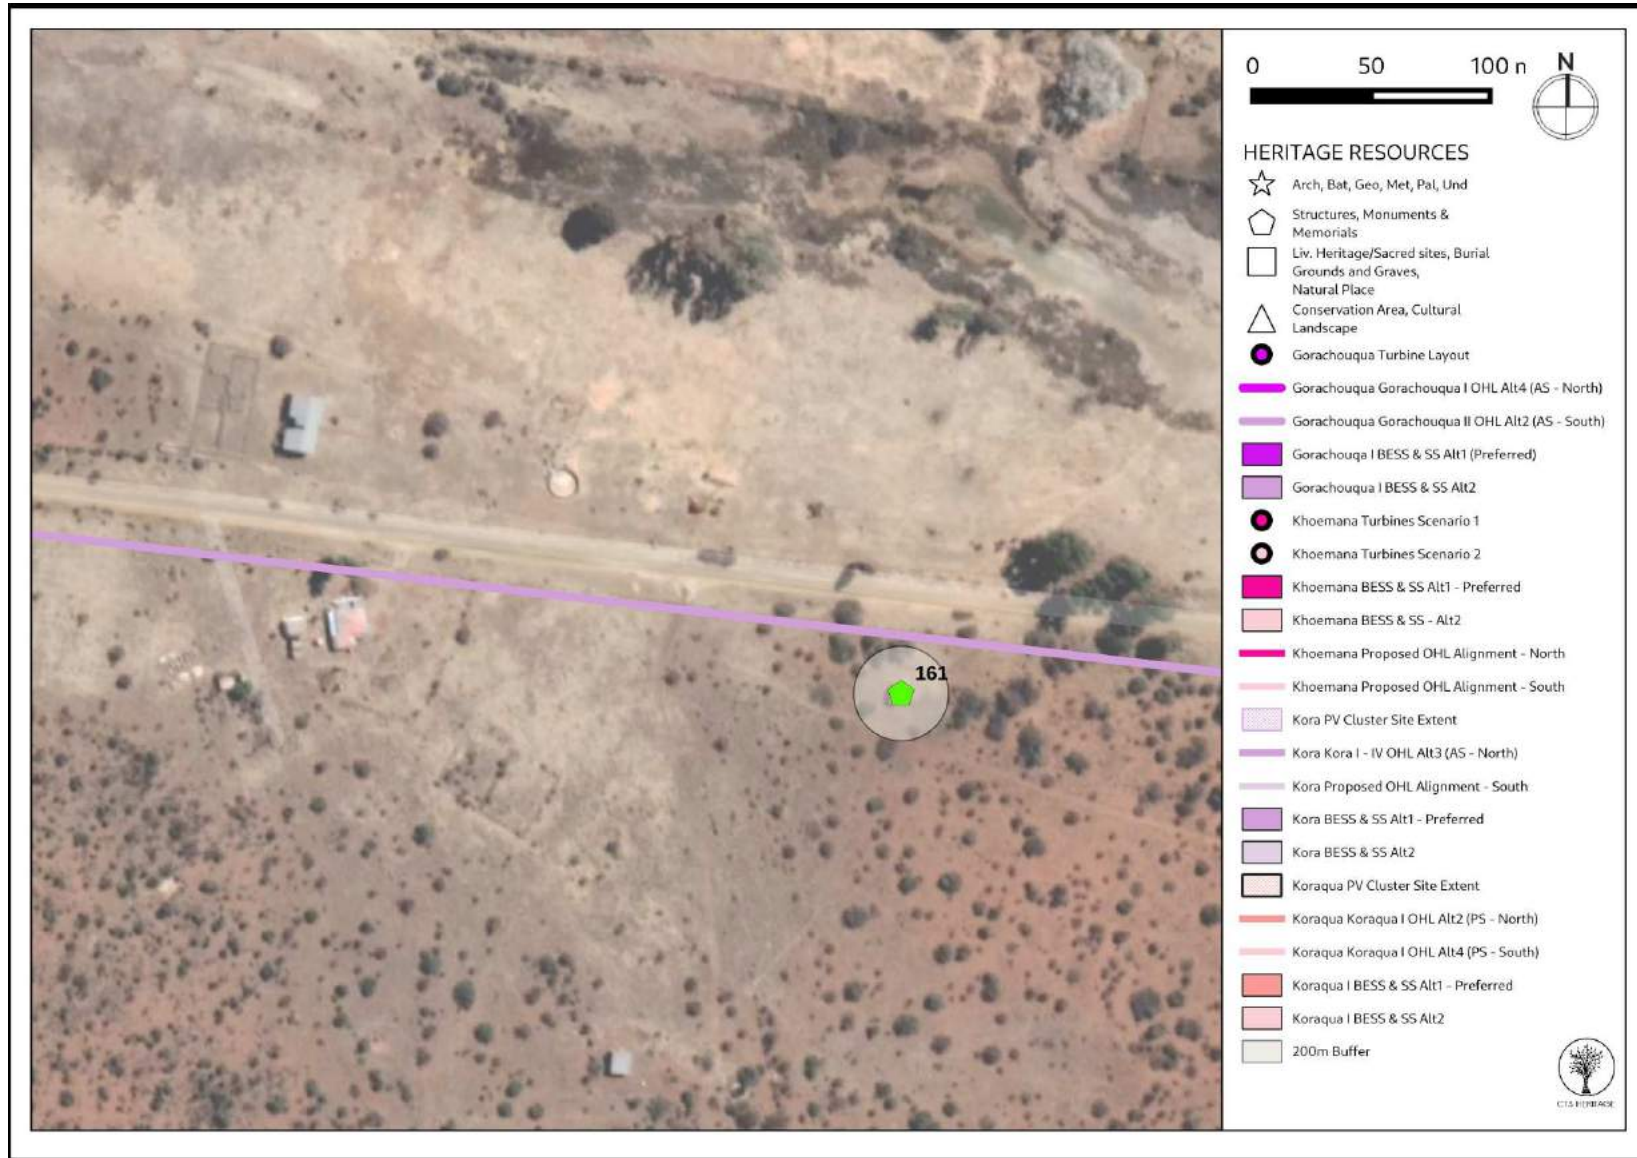 0 50 100 n
N
HERITAGE RESOURCES
Arch, Bat, Geo, Met, Pal, Und
Structures, Monuments &
Memorials
Liv. Heritage/Sacred sites, Burial
Grounds and Graves,
Natural Place
Conservation Area, Cultural
Landscape
Gorachouqua Turbine Layout
Gorachouqua Gorachouqua I OHL Alt4 (AS - North)
Gorachouqua Gorachouqua II OHL Alt2 (AS - South)
Gorachouqa I BESS & SS Alt1 (Preferred)
Gorachouqua I BESS & SS Alt2
Khoemana Turbines Scenario 1
Khoemana Turbines Scenario 2
Khoemana BESS & SS Alt1 - Preferred
Khoemana BESS & SS - Alt2
Khoemana Proposed OHL Alignment - North
Khoemana Proposed OHL Alignment - South
Kora PV Cluster Site Extent
Kora Kora I - IV OHL Alt3 (AS - North)
Kora Proposed OHL Alignment - South
Kora BESS & SS Alt1 - Preferred
Kora BESS & SS Alt2
Koraqua PV Cluster Site Extent
Koraqua Koraqua I OHL Alt2 (PS - North)
Koraqua Koraqua I OHL Alt4 (PS - South)
Koraqua I BESS & SS Alt1 - Preferred
Koraqua I BESS & SS Alt2
200m Buffer
CTS HERITAGE
161